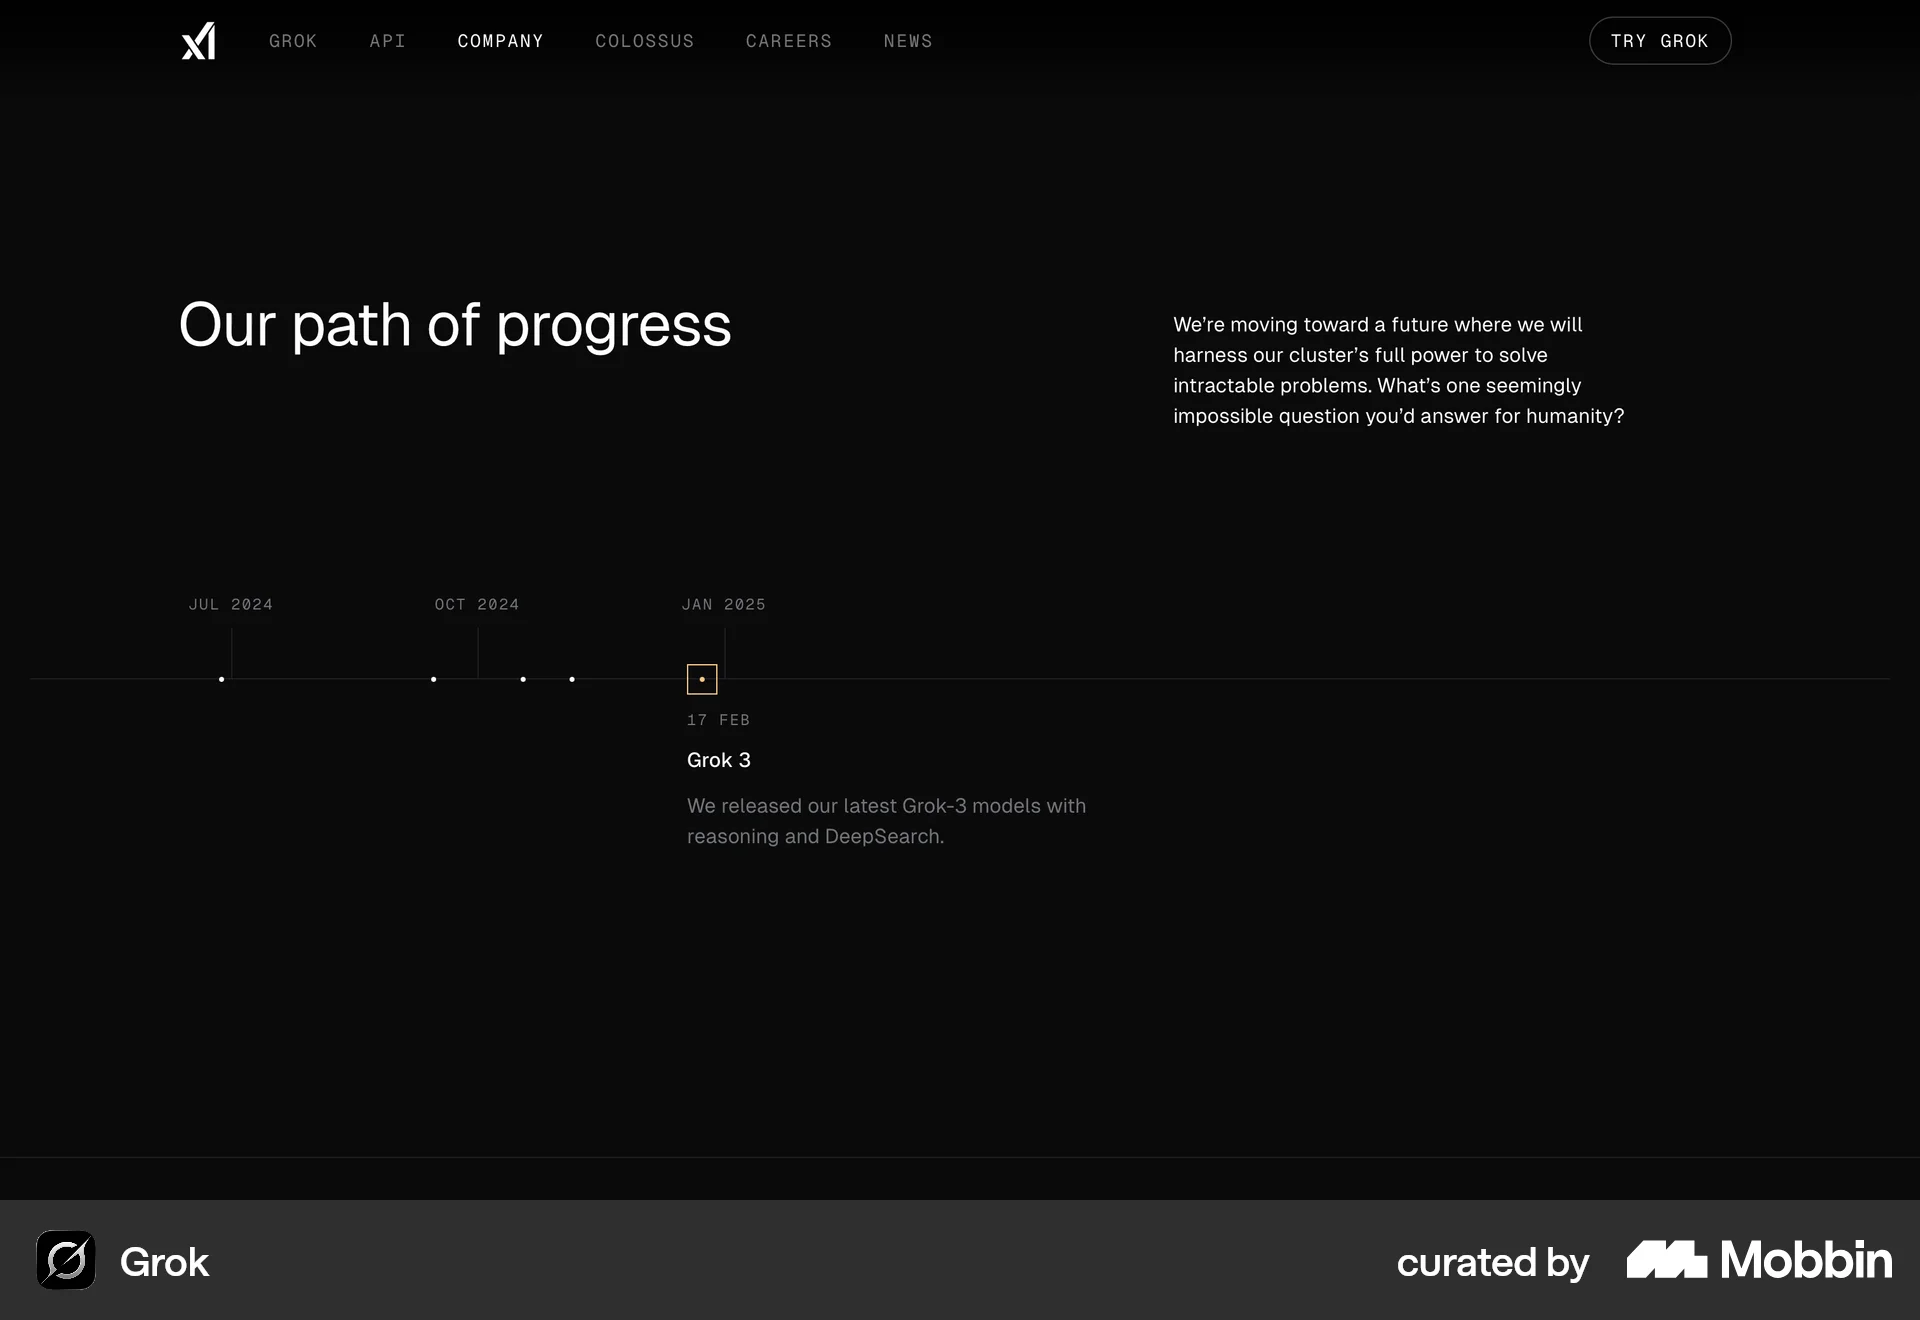 GROK API COMPANY COLOSSUS CAREERS NEWS TRY GROK
Our path of progress
We’re moving toward a future where we will
harness our cluster’s full power to solve
intractable problems. What’s one seemingly
impossible question you’d answer for humanity?
JUL 2024 OCT 2024 JAN 2025
17 FEB
Grok 3
We released our latest Grok-3 models with
reasoning and DeepSearch.
Grok curated by Mobbin